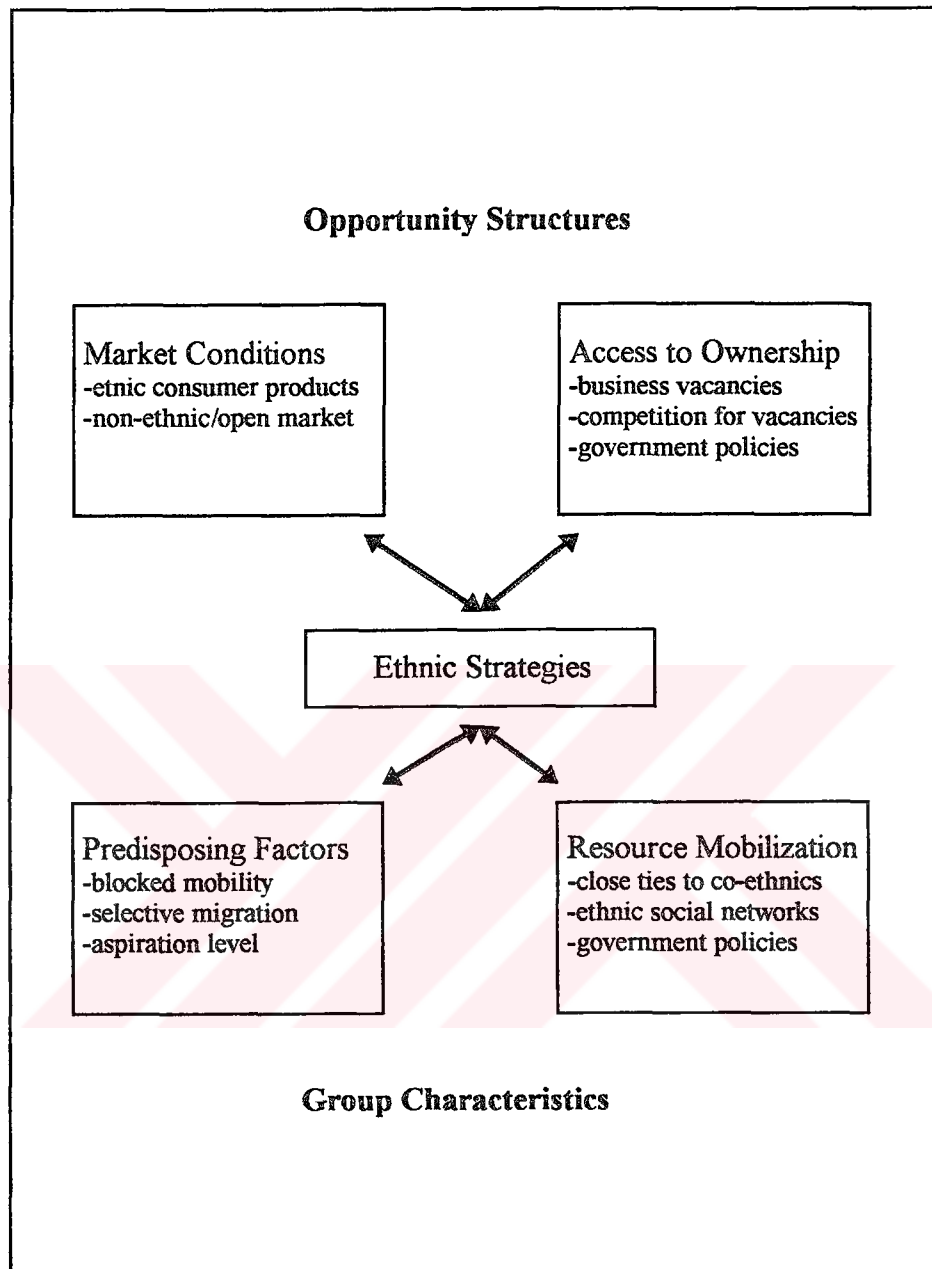 Opportunity Structures
Market Conditions
-etnic consumer products
-non-ethnic/open market
Access to Ownership
-business vacancies
-competition for vacancies
-government policies
Ethnic Strategies
Predisposing Factors
-blocked mobility
-selective migration
-aspiration level
Resource Mobilization
-close ties to co-ethnics
-ethnic social networks
-government policies
Group Characteristics